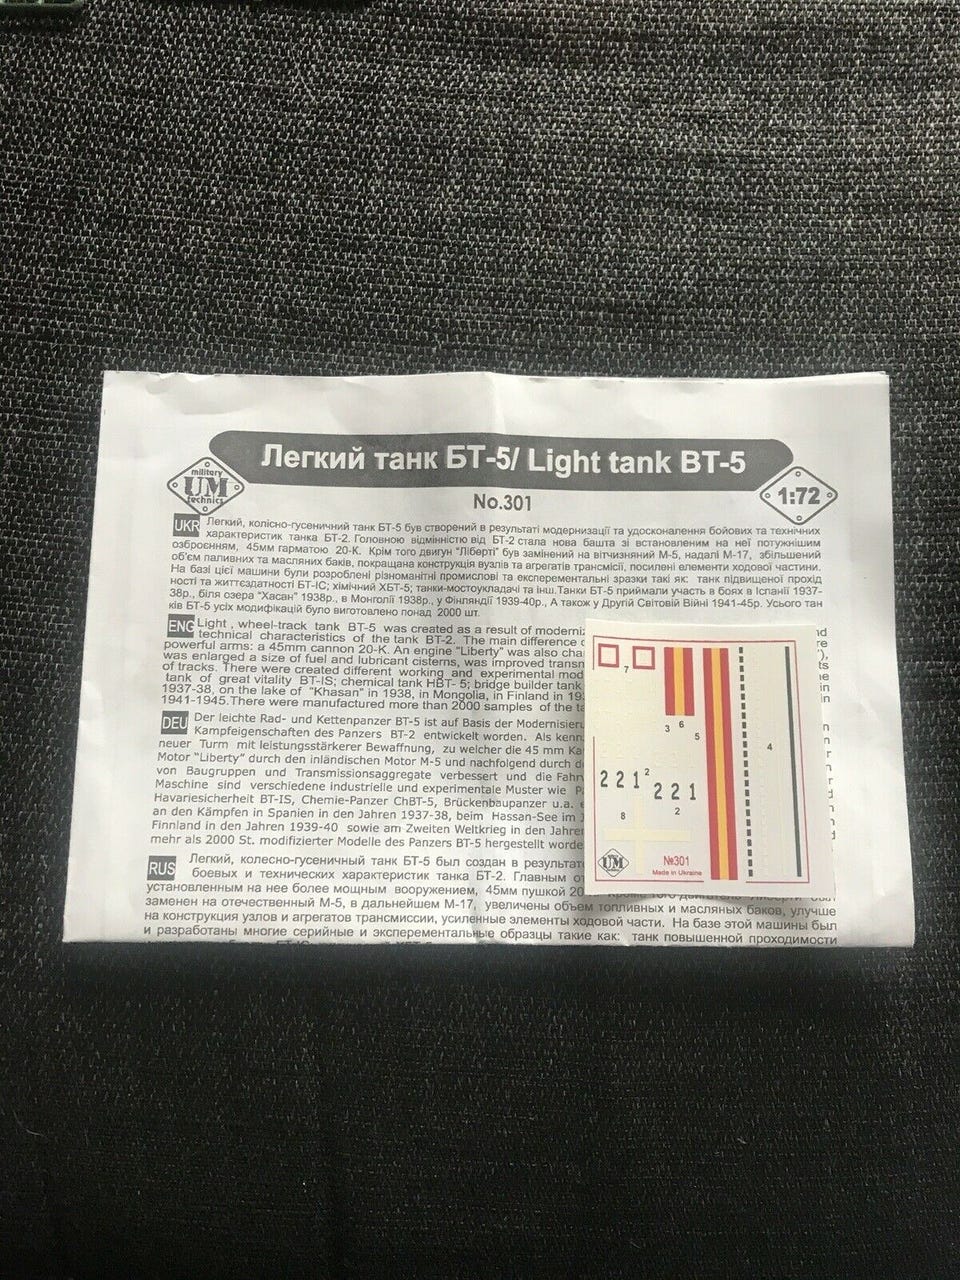 Легкий танк БТ-5/ Light tank BT-5
military
UM
technics
1:72
No.301
UKR Легкий, колісно-гусеничний танк БТ-5 був створений в результаті модернизації та удосконалення бойових та технічних
характеристик танка БТ-2. Головною відмінністю від БТ-2 стала нова башта зі встановленим на неї потужнішим
озброєнням, 45мм гарматою 20-К. Крім того двигун "Ліберті" був замінений на вітчизняний М-5, надалі М-17, збільшений
об'єм паливних та масляних баків, покращана конструкція вузлів та агрегатів трансмісії, посилені елементи ходової частини.
На базі цієї машини були розроблені різноманітні промислові та експериментальні зразки такі як: танк підвищеної прохід
ності та життєздатності БТ-ІС; хімічний ХБТ-5; танки-мостоукладачі та інш.Танки БТ-5 приймали участь в боях в Іспанії 1937-
38р., біля озера "Хасан" 1938р., в Монголії 1938р., у Фінляндії 1939-40р., А також у Другій Світовій Війні 1941-45р. Усього тан
ків БТ-5 усіх модифікацій було виготовлено понад 2000 шт.
ENG Light , wheel-track tank BT-5 was created as a result of moderniz
technical characteristics of the tank BT-2. The main difference
powerful arms: a 45mm cannon 20-K. An engine "Liberty" was also cha
was enlarged a size of fuel and lubricant cisterns, was improved transm
of tracks. There were created different working and experimental mod
tank of great vitality BT-IS; chemical tank HBT- 5; bridge builder tank
1937-38, on the lake of "Khasan" in 1938, in Mongolia, in Finland in 19
1941-1945.There were manufactured more than 2000 samples of the ta
DEU Der leichte Rad- und Kettenpanzer BT-5 ist auf Basis der Modernisieru
Kampfeigenschaften des Panzers BT-2 entwickelt worden. Als kenn
neuer Turm mit leistungsstärkerer Bewaffnung, zu welcher die 45 mm Ka
Motor "Liberty" durch den inländischen Motor M-5 und nachfolgend durch d
von Baugruppen und Transmissionsaggregate verbessert und die Fahr
Maschine sind verschiedene industrielle und experimentale Muster wie P
Havariesicherheit BT-IS, Chemie-Panzer ChBT-5, Brückenbaupanzer u.a. e
an den Kämpfen in Spanien in den Jahren 1937-38, beim Hassan-See im J
Finnland in den Jahren 1939-40 sowie am Zweiten Weltkrieg in den Jahren
mehr als 2000 St. modifizierter Modelle des Panzers BT-5 hergestellt worde
RUS Легкий, колесно-гусеничный танк БТ-5 был создан в результат
боевых и технических характеристик танка БТ-2. Главным от
установленным на нее более мощным вооружением, 45мм пушкой 20
заменен на отечественный М-5, в дальнейшем М-17, увеличены объем топливных и масляных баков, улучше
на конструкция узлов и агрегатов трансмиссии, усиленные элементы ходовой части. На базе этой машины был
и разработаны многие серийные и эксперементальные образцы такие как: танк повышенной проходимости
7
3
6
5
4
221
2
221
2
8
UM
№301
Made in Ukraine